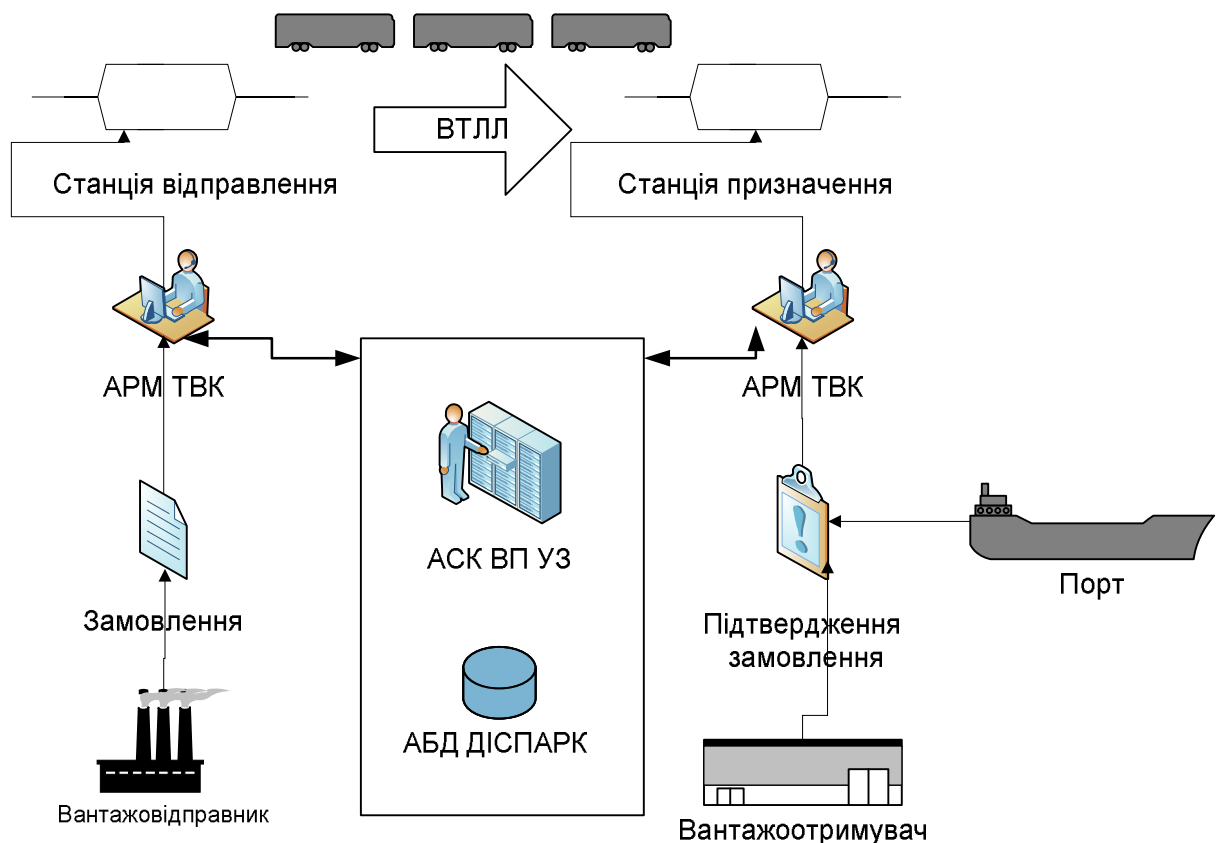 ВТЛЛ
Станція відправлення
Станція призначення
АРМ ТВК
АРМ ТВК
АСК ВП УЗ
Порт
Замовлення
Підтвердження
замовлення
АБД ДІСПАРК
Вантажовідправник
Вантажоотримувач